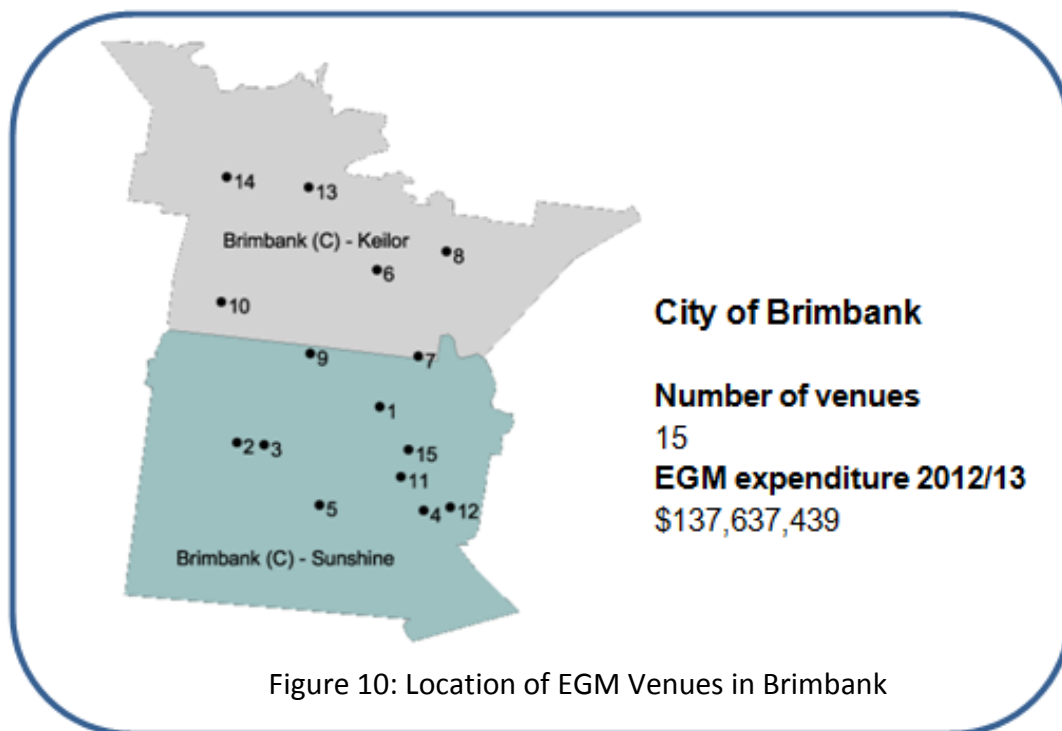 14
13
Brimbank (C) - Keilor
8
6
10
9
7
1
2
3
15
11
5
4
12
Brimbank (C) - Sunshine
City of Brimbank
Number of venues
15
EGM expenditure 2012/13
$137,637,439
Figure 10: Location of EGM Venues in Brimbank